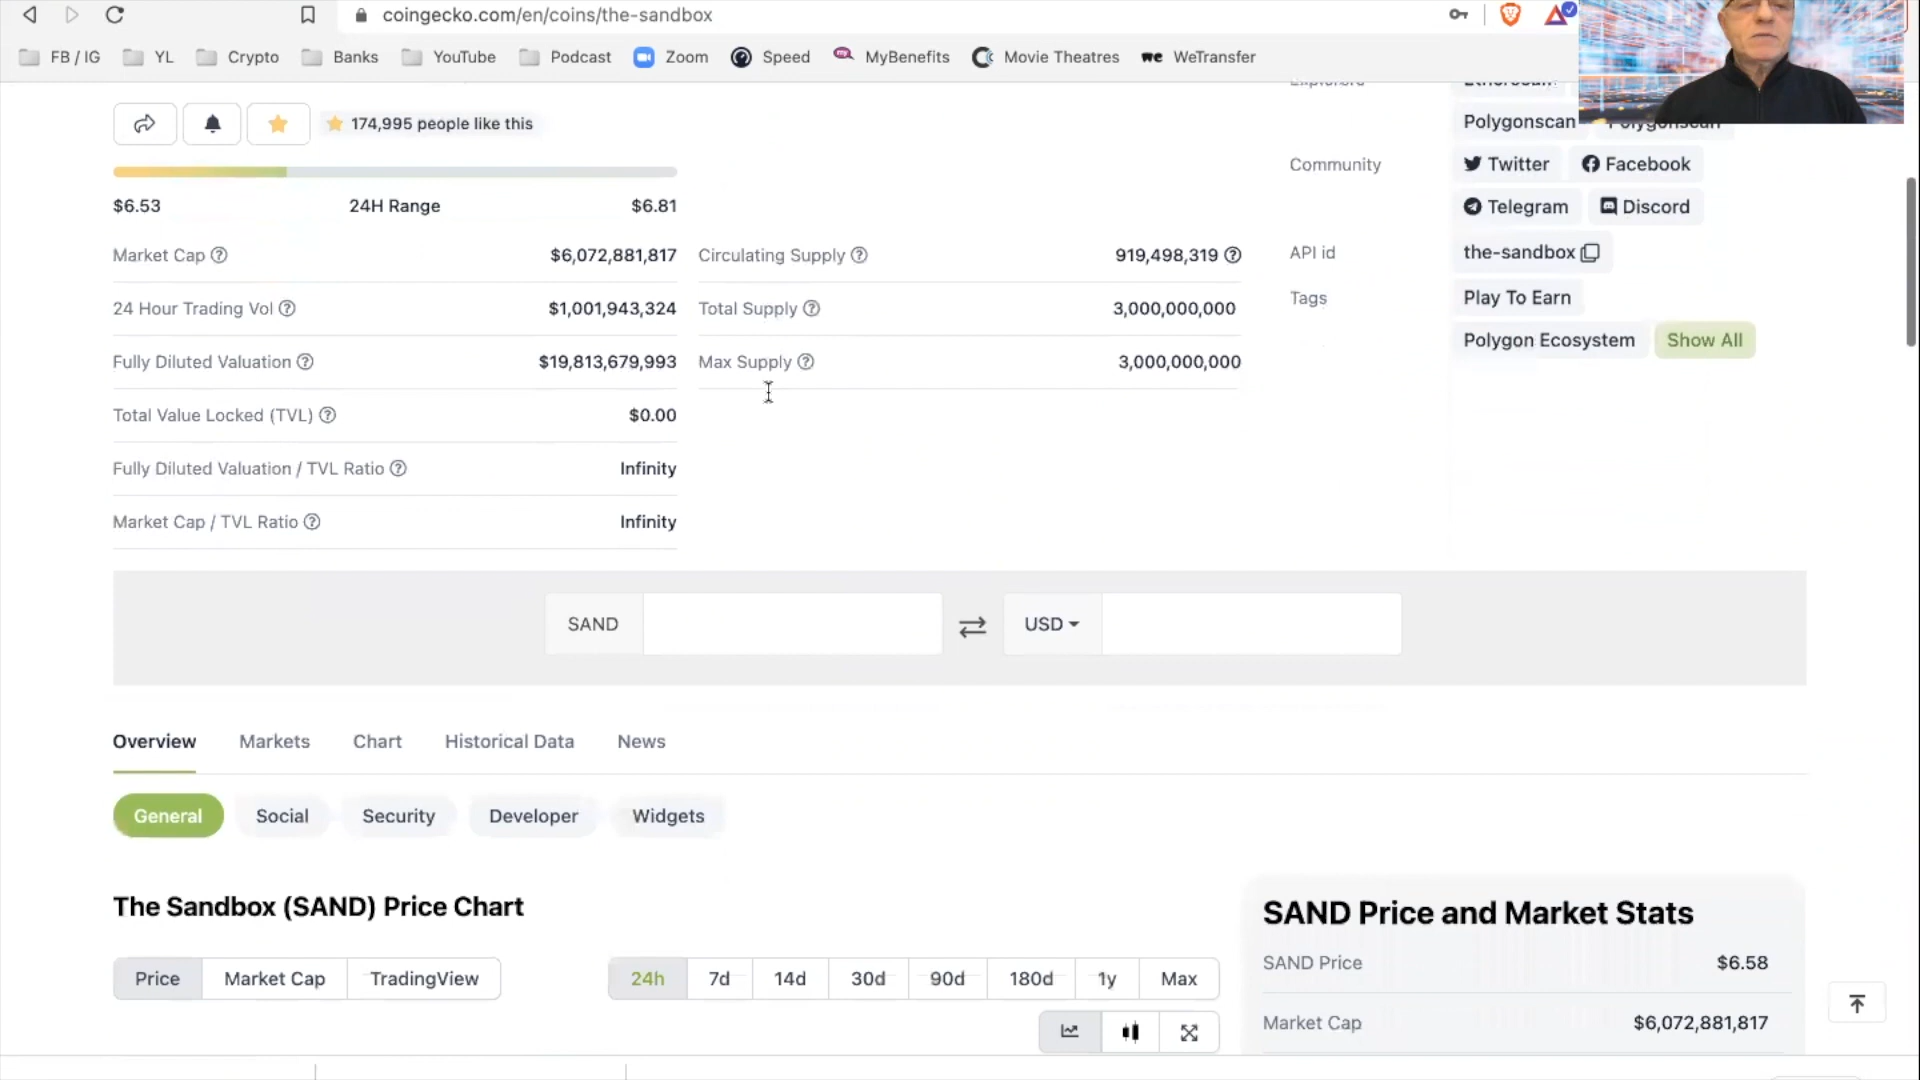 coingecko.com/en/coins/the-sandbox
FB / IG YL Crypto Banks YouTube Podcast Zoom Speed MyBenefits Movie Theatres WeTransfer
174,995 people like this
$6.53 24H Range $6.81
Market Cap $6,072,881,817
24 Hour Trading Vol $1,001,943,324
Fully Diluted Valuation $19,813,679,993
Total Value Locked (TVL) $0.00
Fully Diluted Valuation / TVL Ratio Infinity
Market Cap / TVL Ratio Infinity
Circulating Supply 919,498,319
Total Supply 3,000,000,000
Max Supply 3,000,000,000
Polygonscan Polygonscan
Community Twitter Facebook
Telegram Discord
API id the-sandbox
Tags Play To Earn
Polygon Ecosystem Show All
SAND USD
Overview Markets Chart Historical Data News
General Social Security Developer Widgets
The Sandbox (SAND) Price Chart
Price Market Cap TradingView 24h 7d 14d 30d 90d 180d 1y Max
SAND Price and Market Stats
SAND Price $6.58
Market Cap $6,072,881,817